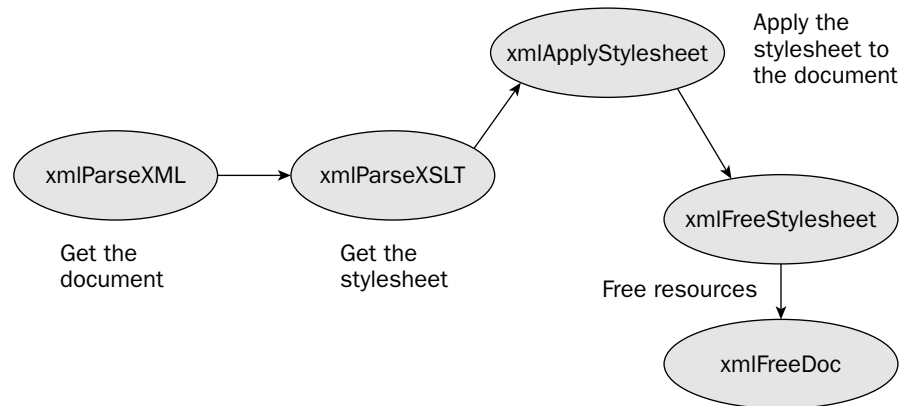 xmlParseXML
Get the
document
xmlParseXSLT
Get the
stylesheet
xmlApplyStylesheet
Apply the
stylesheet to
the document
xmlFreeStylesheet
Free resources
xmlFreeDoc